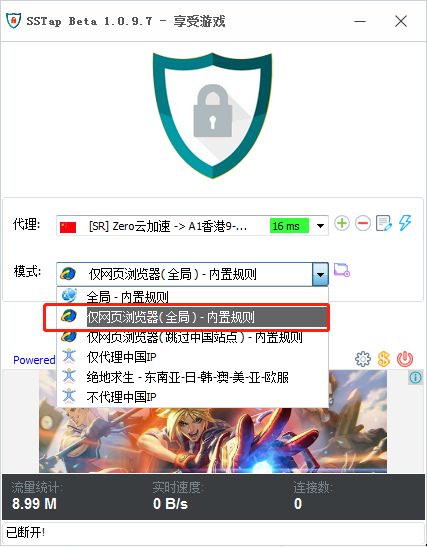 SSTap Beta 1.0.9.7 - 享受游戏
代理:
[SR] Zero云加速 -> A1香港9-...
16 ms
模式:
仅网页浏览器(全局) - 内置规则
全局 - 内置规则
仅网页浏览器(全局) - 内置规则
仅网页浏览器(跳过中国站点) - 内置规则
仅代理中国IP
绝地求生 - 东南亚-日-韩-澳-美-亚-欧服
不代理中国IP
Powered
流量统计:
实时速度:
连接数:
8.99 M
0 B/s
0
已断开!